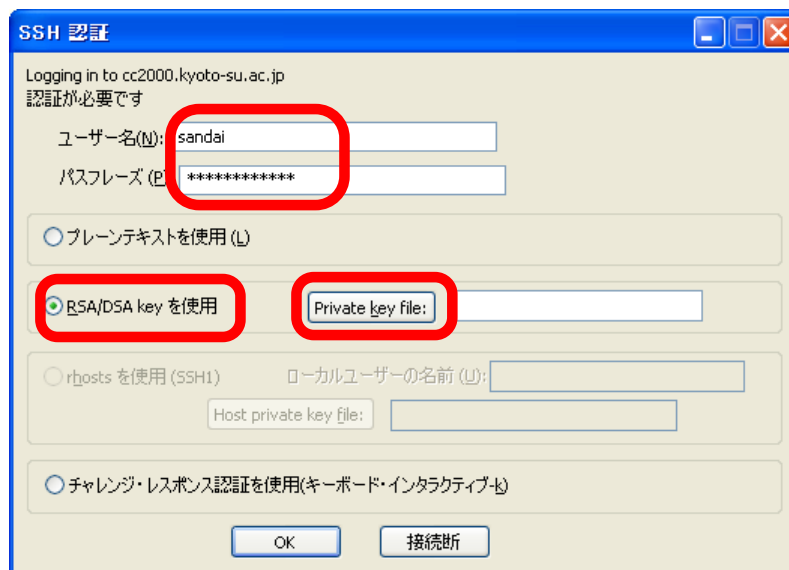 SSH 認証
Logging in to cc2000.kyoto-su.ac.jp
認証が必要です
ユーザー名(N): sandai
パスフレーズ (P) ************
プレーンテキストを使用 (L)
RSA/DSA key を使用 Private key file:
rhosts を使用 (SSH1) ローカルユーザーの名前 (U):
Host private key file:
チャレンジ・レスポンス認証を使用(キーボード・インタラクティブ-k)
OK 接続断